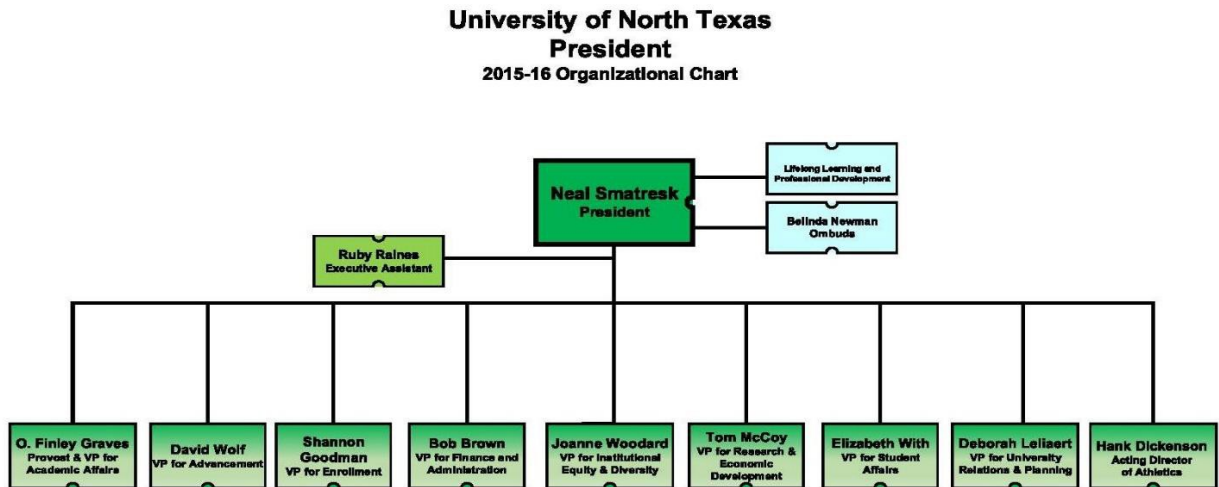 University of North Texas
President
2015-16 Organizational Chart
Lifelong Learning and
Professional Development
Neal Smatresk
President
Belinda Newman
Ombuds
Ruby Raines
Executive Assistant
O. Finley Graves
Provost & VP for
Academic Affairs
David Wolf
VP for Advancement
Shannon
Goodman
VP for Enrollment
Bob Brown
VP for Finance and
Administration
Joanne Woodard
VP for Institutional
Equity & Diversity
Tom McCoy
VP for Research &
Economic
Development
Elizabeth With
VP for Student
Affairs
Deborah Leliaert
VP for University
Relations & Planning
Hank Dickenson
Acting Director
of Athletics